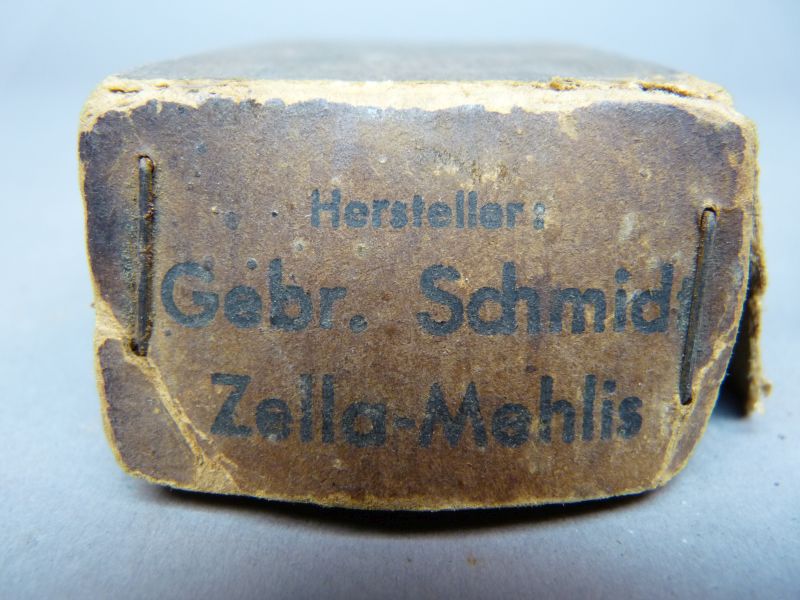 Hersteller:
Gebr. Schmidt
Zella-Mehlis